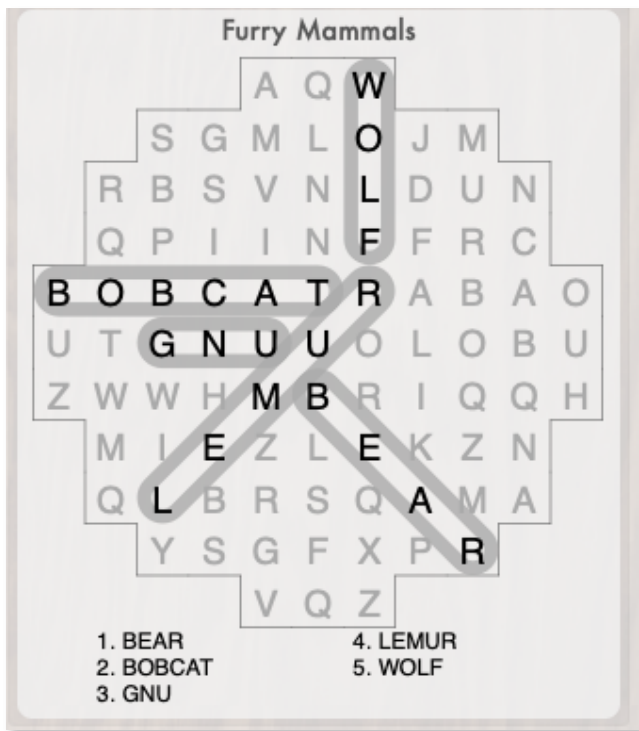 Furry Mammals
A Q W
S G M L O J M
R B S V N L D U N
Q P I I N F F R C
B O B C A T R A B A O
U T G N U U O L O B U
Z W W H M B R I Q Q H
M I E Z L E K Z N
Q L B R S Q A M A
Y S G F X P R
V Q Z
1. BEAR
2. BOBCAT
3. GNU
4. LEMUR
5. WOLF